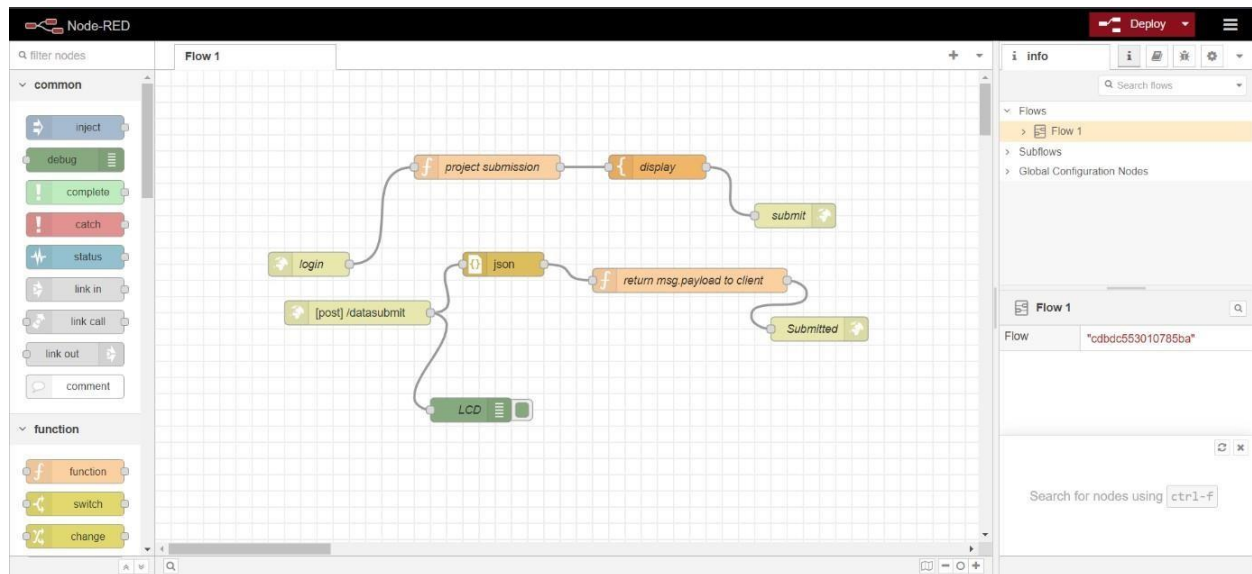 Node-RED
Deploy
filter nodes
Flow 1
i info
i
Search flows
common
inject
debug
complete
catch
status
link in
link call
link out
comment
function
function
switch
change
project submission
display
submit
login
json
[post] /datasubmit
return msg.payload to client
Submitted
LCD
Flows
Flow 1
Subflows
Global Configuration Nodes
Flow 1
Flow
"cdbdc553010785ba"
Search for nodes using ctrl-f